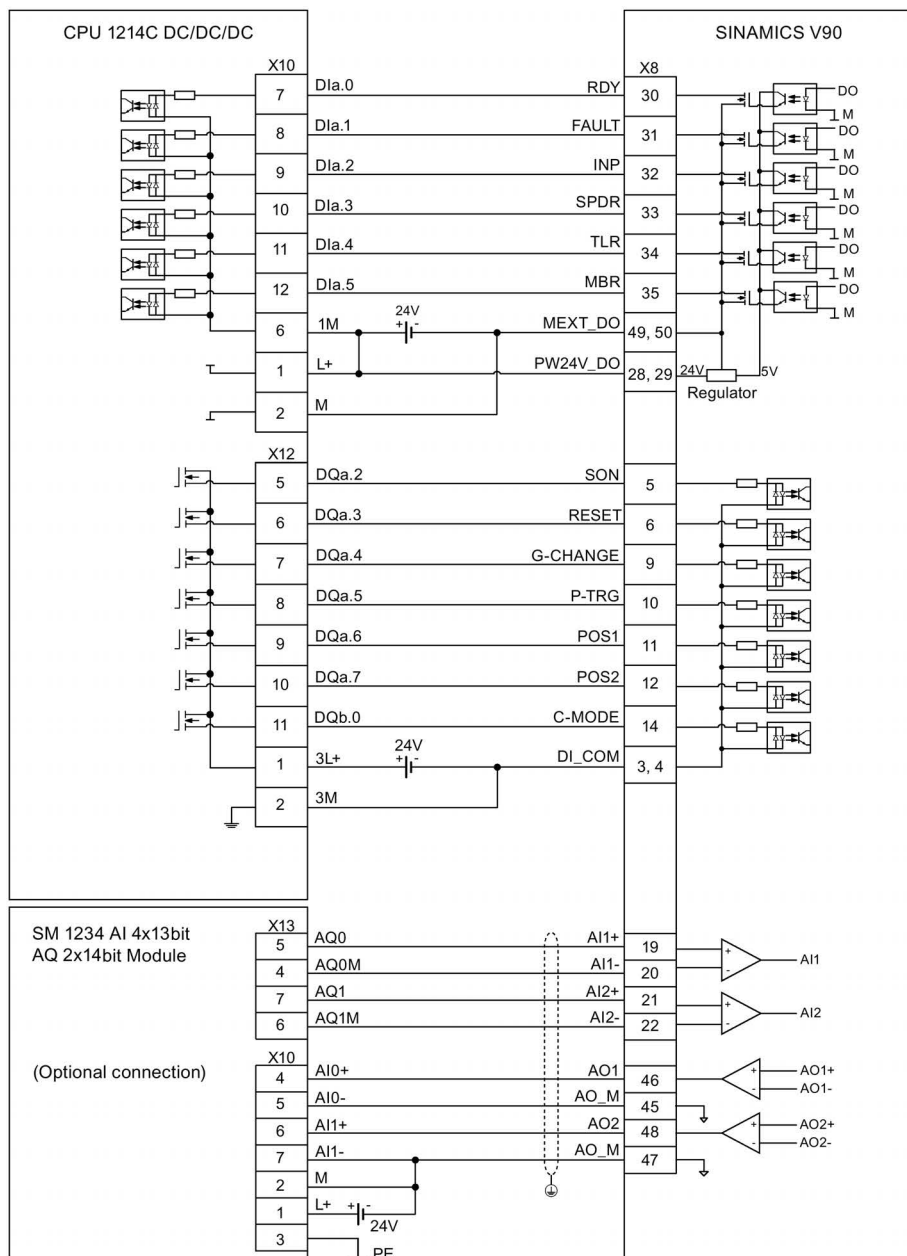 CPU 1214C DC/DC/DC SINAMICS V90
X10 X8
7 DIa.0 RDY 30 DO
M
8 DIa.1 FAULT 31 DO
M
9 DIa.2 INP 32 DO
M
10 DIa.3 SPDR 33 DO
M
11 DIa.4 TLR 34 DO
M
12 DIa.5 MBR 35 DO
M
24V
6 1M + - MEXT_DO 49, 50
1 L+ PW24V_DO 28, 29 24V 5V
Regulator
2 M
X12
5 DQa.2 SON 5
6 DQa.3 RESET 6
7 DQa.4 G-CHANGE 9
8 DQa.5 P-TRG 10
9 DQa.6 POS1 11
10 DQa.7 POS2 12
11 DQb.0 C-MODE 14
24V
1 3L+ + - DI_COM 3, 4
2 3M
SM 1234 AI 4x13bit
AQ 2x14bit Module
X13
5 AQ0 AI1+ 19 + AI1
4 AQ0M AI1- 20 -
7 AQ1 AI2+ 21 + AI2
6 AQ1M AI2- 22 -
(Optional connection)
X10
4 AI0+ AO1 46 + AO1+
- AO1-
5 AI0- AO_M 45
6 AI1+ AO2 48 + AO2+
- AO2-
7 AI1- AO_M 47
2 M
1 L+ + -
24V
3 PE